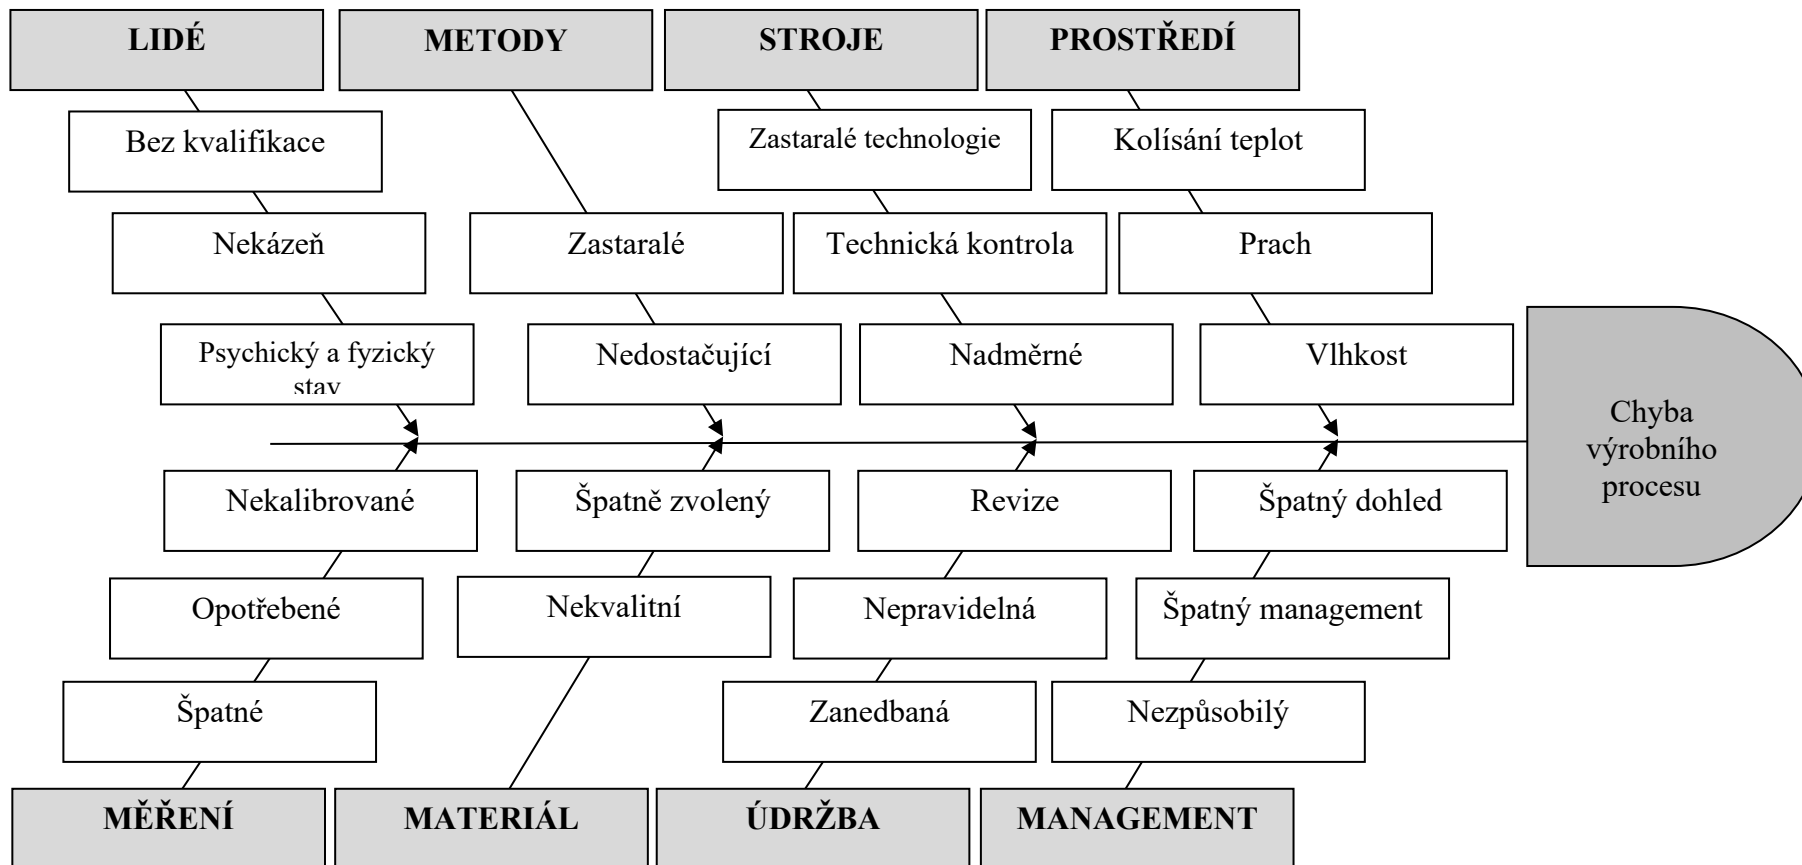 LIDÉ
METODY
STROJE
PROSTŘEDÍ
Bez kvalifikace
Zastaralé technologie
Kolísání teplot
Nekázeň
Zastaralé
Technická kontrola
Prach
Psychický a fyzický
stav
Nedostačující
Nadměrné
Vlhkost
Chyba
výrobního
procesu
Nekalibrované
Špatně zvolený
Revize
Špatný dohled
Opotřebené
Nekvalitní
Nepravidelná
Špatný management
Špatné
Zanedbaná
Nezpůsobilý
MĚŘENÍ
MATERIÁL
ÚDRŽBA
MANAGEMENT